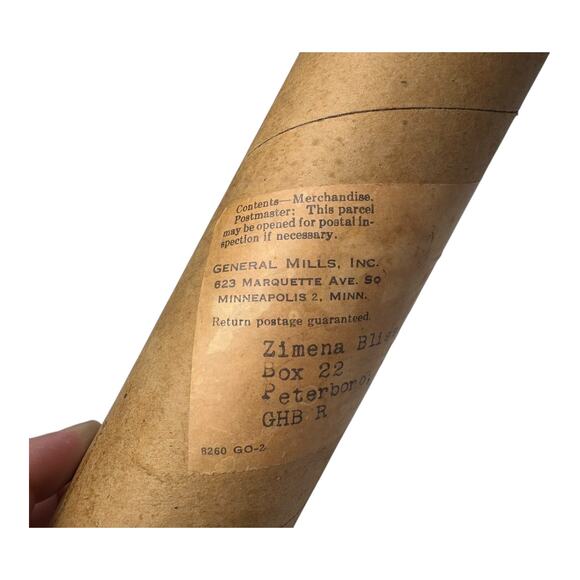 Contents—Merchandise.
Postmaster: This parcel
may be opened for postal in-
spection if necessary.
GENERAL MILLS, INC.
623 MARQUETTE AVE. SO
MINNEAPOLIS 2, MINN.
Return postage guaranteed.
Zimena
Box 22
GHB R
8260 GO-2